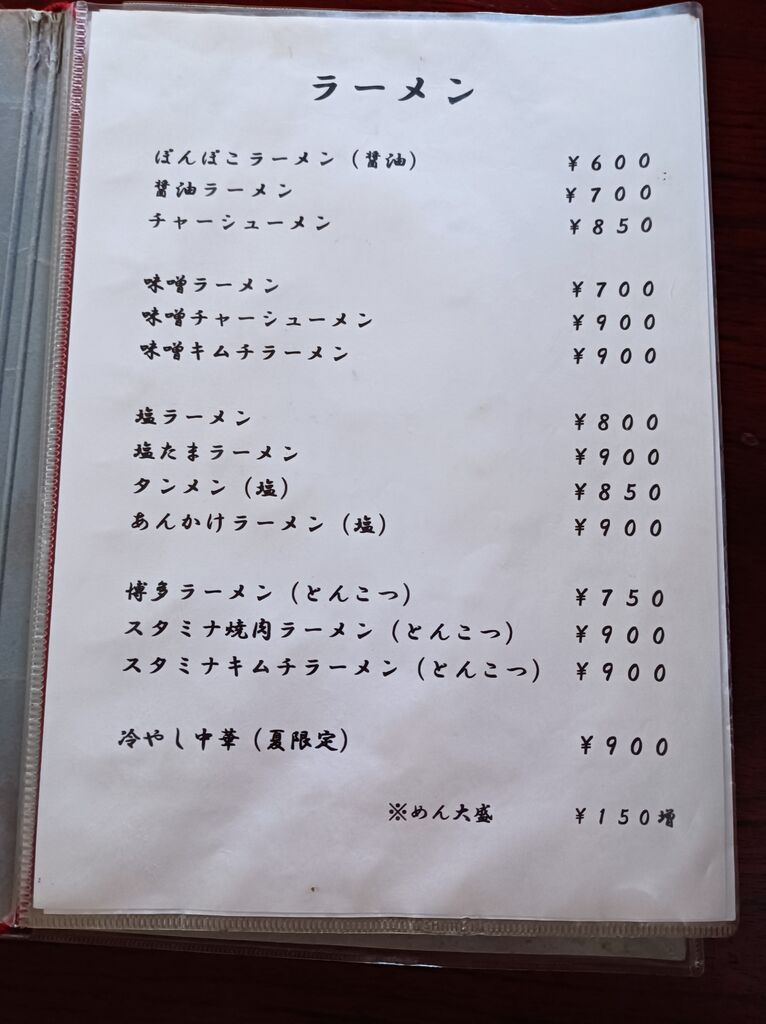 ラーメン
ぽんぽこラーメン（醤油） ￥６００
醤油ラーメン ￥７００
チャーシューメン ￥８５０
味噌ラーメン ￥７００
味噌チャーシューメン ￥９００
味噌キムチラーメン ￥９００
塩ラーメン ￥８００
塩たまラーメン ￥９００
タンメン（塩） ￥８５０
あんかけラーメン（塩） ￥９００
博多ラーメン（とんこつ） ￥７５０
スタミナ焼肉ラーメン（とんこつ） ￥９００
スタミナキムチラーメン（とんこつ） ￥９００
冷やし中華（夏限定） ￥９００
※めん大盛 ￥１５０増